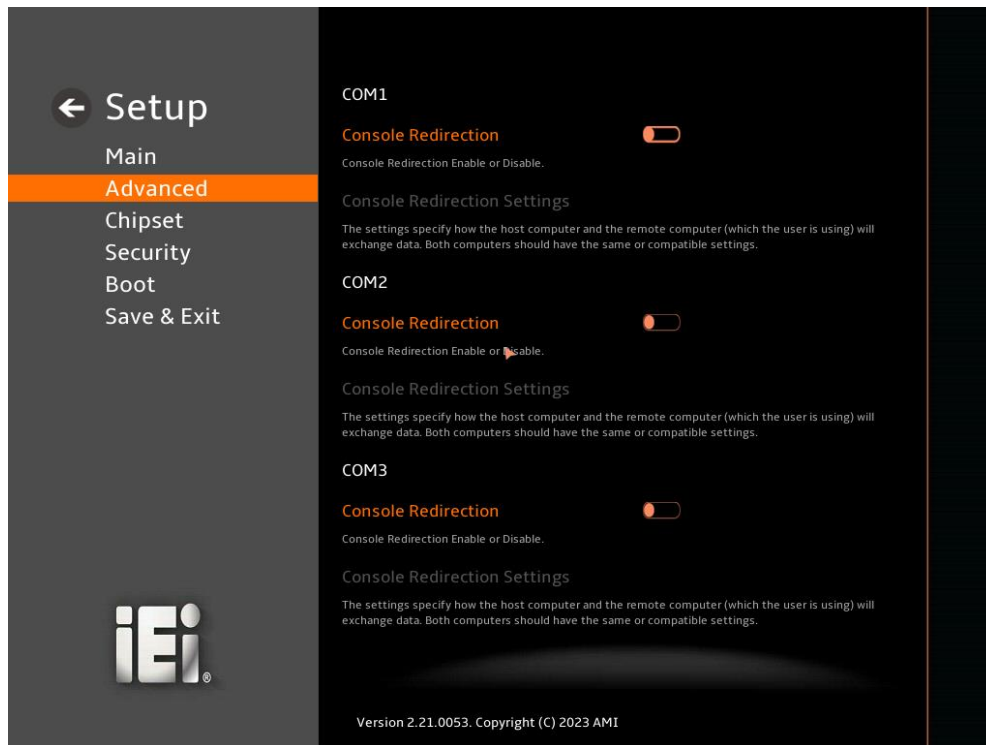 Setup
Main
Advanced
Chipset
Security
Boot
Save & Exit
COM1
Console Redirection
Console Redirection Enable or Disable.
Console Redirection Settings
The settings specify how the host computer and the remote computer (which the user is using) will
exchange data. Both computers should have the same or compatible settings.
COM2
Console Redirection
Console Redirection Enable or Disable.
Console Redirection Settings
The settings specify how the host computer and the remote computer (which the user is using) will
exchange data. Both computers should have the same or compatible settings.
COM3
Console Redirection
Console Redirection Enable or Disable.
Console Redirection Settings
The settings specify how the host computer and the remote computer (which the user is using) will
exchange data. Both computers should have the same or compatible settings.
iEi®
Version 2.21.0053. Copyright (C) 2023 AMI